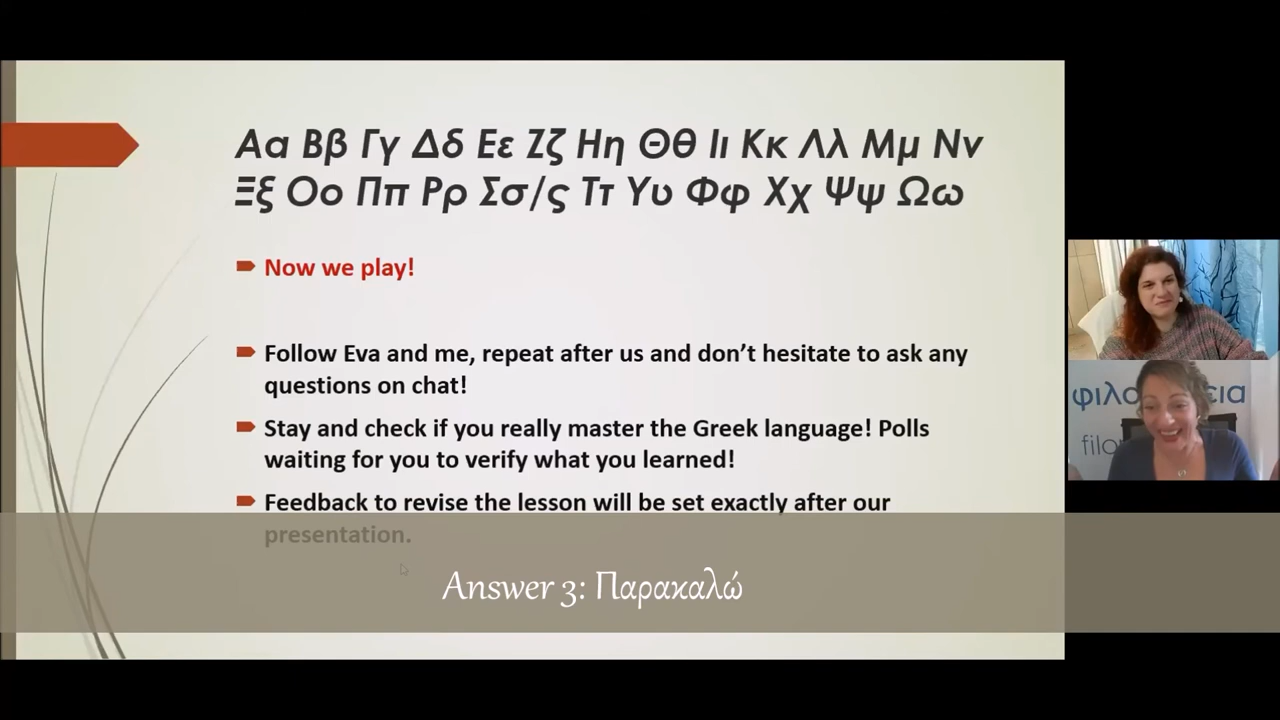 Αα Ββ Γγ Δδ Εε Ζζ Ηη Θθ Ιι Κκ Λλ Μμ Νν
Ξξ Οο Ππ Ρρ Σσ/ς Ττ Υυ Φφ Χχ Ψψ Ωω
Now we play!
Follow Eva and me, repeat after us and don’t hesitate to ask any
questions on chat!
Stay and check if you really master the Greek language! Polls
waiting for you to verify what you learned!
Feedback to revise the lesson will be set exactly after our
presentation.
Answer 3: Παρακαλώ